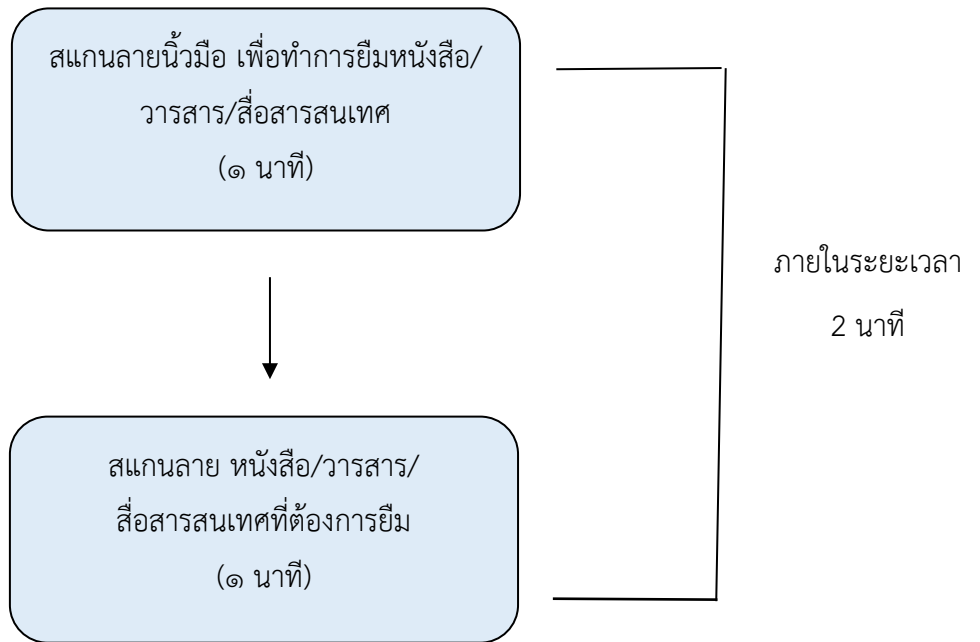 สแกนลายนิ้วมือ เพื่อทำการยืมหนังสือ/
วารสาร/สื่อสารสนเทศ
(๑ นาที)
ภายในระยะเวลา
2 นาที
สแกนลาย หนังสือ/วารสาร/
สื่อสารสนเทศที่ต้องการยืม
(๑ นาที)